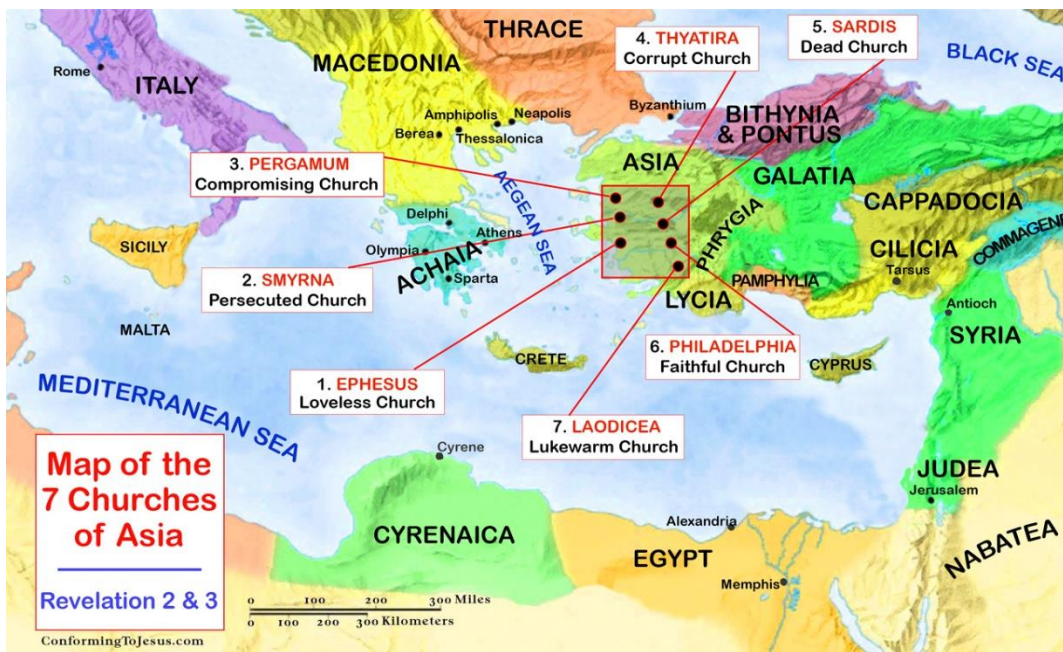 THRACE
4. THYATIRA
Corrupt Church
5. SARDIS
Dead Church
BLACK SEA
Rome
ITALY
MACEDONIA
Byzantium
BITHYNIA
& PONTUS
Amphipolis
Neapolis
Berea
Thessalonica
3. PERGAMUM
Compromising Church
ASIA
GALATIA
AEGEAN SEA
PHRYGIA
CAPPADOCIA
COMMAGENE
Delphi
Athens
Olympia
ACHAIA
Sparta
SICILY
CILICIA
Tarsus
2. SMYRNA
Persecuted Church
PAMPHYLIA
LYCIA
Antioch
SYRIA
MALTA
CRETE
6. PHILADELPHIA
Faithful Church
CYPRUS
MEDITERRANEAN SEA
1. EPHESUS
Loveless Church
7. LAODICEA
Lukewarm Church
Map of the
7 Churches
of Asia
Revelation 2 & 3
Cyrene
CYRENAICA
JUDEA
Jerusalem
Alexandria
EGYPT
NABATEA
Memphis
0 100 200 300 Miles
0 100 200 300 Kilometers
ConformingToJesus.com